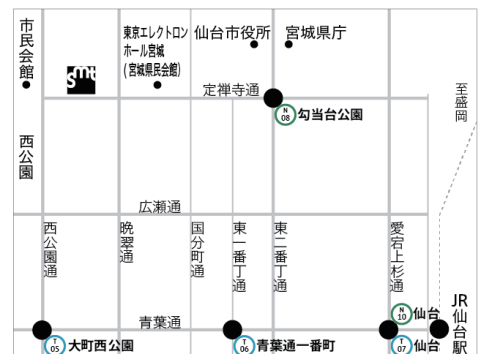 市民会館
smt
東京エレクトロン
ホール宮城
(宮城県民会館)
仙台市役所
宮城県庁
定禅寺通
N
08
勾当台公園
至盛岡
西公園
広瀬通
西公園通
晩翠通
国分町通
東一番丁通
東二番丁通
愛宕上杉通
青葉通
T
05
大町西公園
T
06
青葉通一番町
N
10
仙台
T
07
仙台
JR仙台駅